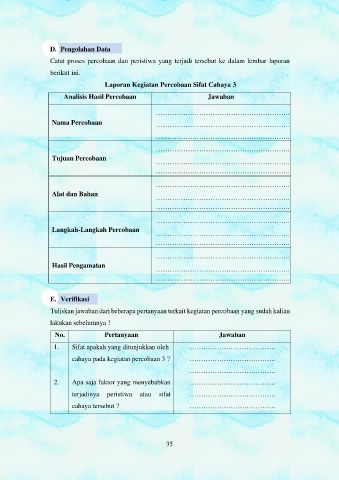 D. Pengolahan Data
Catat proses percobaan dan peristiwa yang terjadi tersebut ke dalam lembar laporan
berikut ini.
Laporan Kegiatan Percobaan Sifat Cahaya 3
Analisis Hasil Percobaan Jawaban
Nama Percobaan
Tujuan Percobaan
Alat dan Bahan
Langkah-Langkah Percobaan
Hasil Pengamatan
E. Verifikasi
Tuliskan jawaban dari beberapa pertanyaan terkait kegiatan percobaan yang sudah kalian
lakukan sebelumnya !
No. Pertanyaan Jawaban
1. Sifat apakah yang ditunjukkan oleh
cahaya pada kegiatan percobaan 3 ?
2. Apa saja faktor yang menyebabkan
terjadinya peristiwa atau sifat
cahaya tersebut ?
35